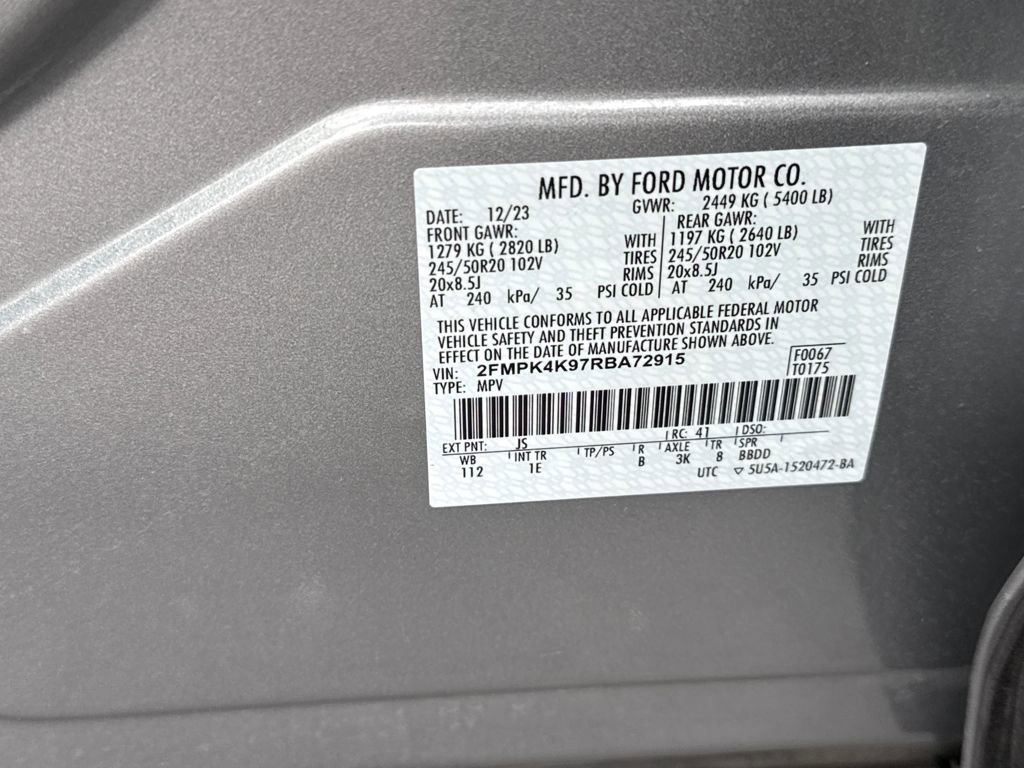 MFD. BY FORD MOTOR CO.
DATE: 12/23 GVWR: 2449 KG ( 5400 LB)
FRONT GAWR: REAR GAWR:
1279 KG ( 2820 LB) WITH 1197 KG ( 2640 LB) WITH
245/50R20 102V TIRES 245/50R20 102V TIRES
20x8.5J RIMS 20x8.5J RIMS
AT 240 kPa/ 35 PSI COLD AT 240 kPa/ 35 PSI COLD
THIS VEHICLE CONFORMS TO ALL APPLICABLE FEDERAL MOTOR
VEHICLE SAFETY AND THEFT PREVENTION STANDARDS IN
EFFECT ON THE DATE OF MANUFACTURE SHOWN ABOVE.
VIN: 2FMPK4K97RBA72915 F0067
TYPE: MPV T0175
EXT PNT: JS RC: 41 DSO:
WB INT TR TP/PS R AXLE TR SPR
112 1E B 3K 8 BBDD
UTC ▽ 5U5A-1520472-BA